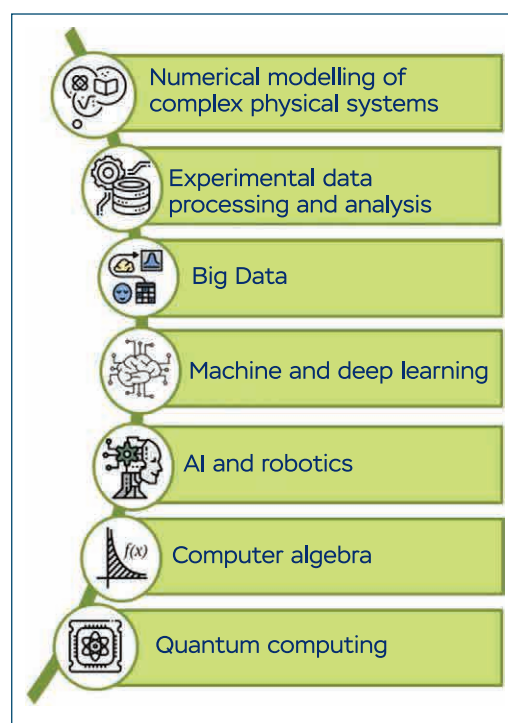 Numerical modelling of
complex physical systems
Experimental data
processing and analysis
Big Data
Machine and deep learning
AI and robotics
f(x)
Computer algebra
Quantum computing